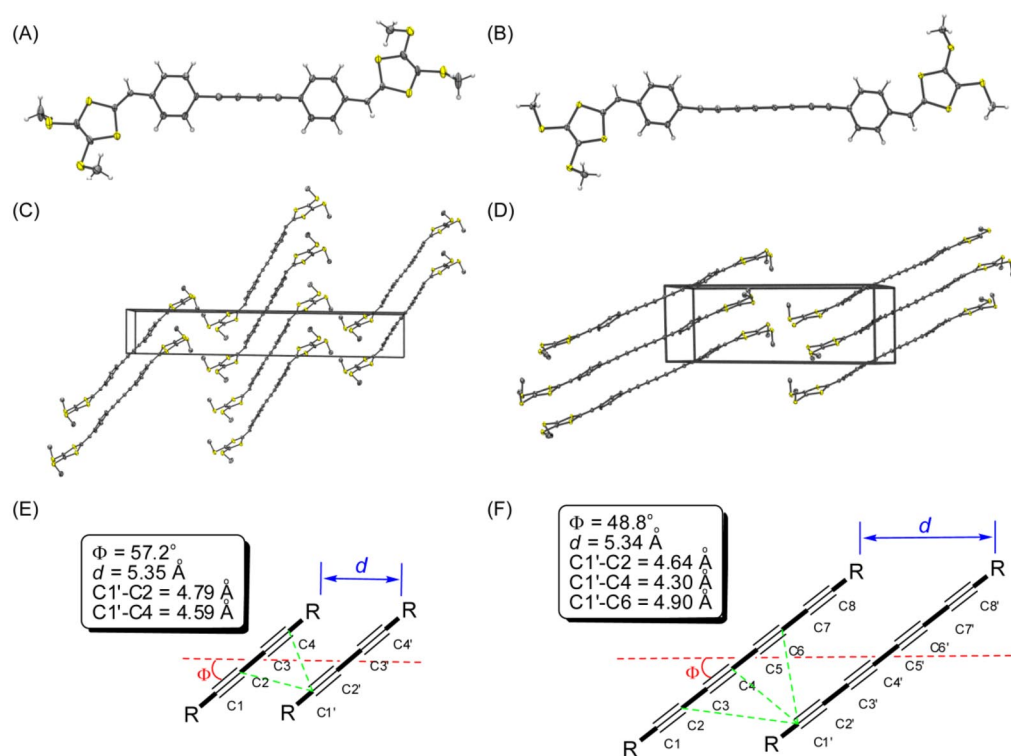 (A)
(B)
(C)
(D)
(E)
Φ = 57.2°
d = 5.35 Å
C1'-C2 = 4.79 Å
C1'-C4 = 4.59 Å
d
R
R
C4
C4'
C3
C3'
Φ
C2
C2'
C1
C1'
R
R
(F)
Φ = 48.8°
d = 5.34 Å
C1'-C2 = 4.64 Å
C1'-C4 = 4.30 Å
C1'-C6 = 4.90 Å
d
R
R
C8
C8'
C7
C7'
C6
C6'
C5
C5'
Φ
C4
C4'
C3
C3'
C2
C2'
C1
C1'
R
R